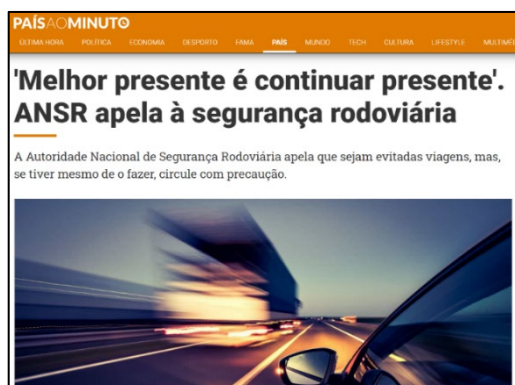 PAÍSAOMINUTO
ÚLTIMA HORA POLÍTICA ECONOMIA DESPORTO FAMA PAÍS MUNDO TECH CULTURA LIFESTYLE
'Melhor presente é continuar presente'.
ANSR apela à segurança rodoviária
A Autoridade Nacional de Segurança Rodoviária apela que sejam evitadas viagens, mas,
se tiver mesmo de o fazer, circule com precaução.